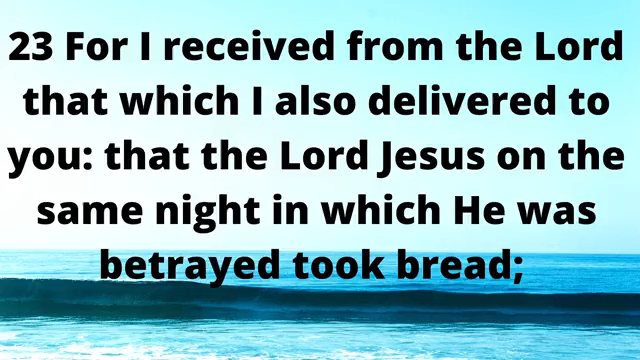 23 For I received from the Lord
that which I also delivered to
you: that the Lord Jesus on the
same night in which He was
betrayed took bread;